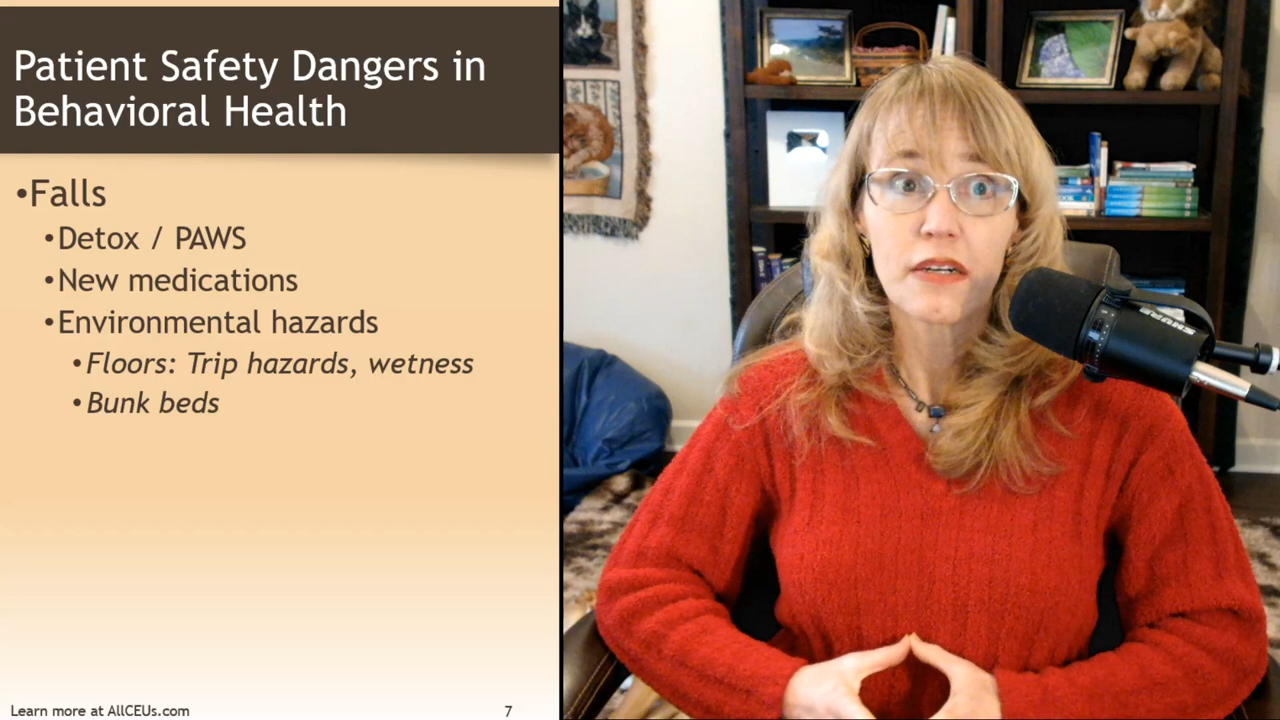 Patient Safety Dangers in
Behavioral Health
•Falls
•Detox / PAWS
•New medications
•Environmental hazards
•Floors: Trip hazards, wetness
•Bunk beds
Learn more at AllCEUs.com
7
SHURE